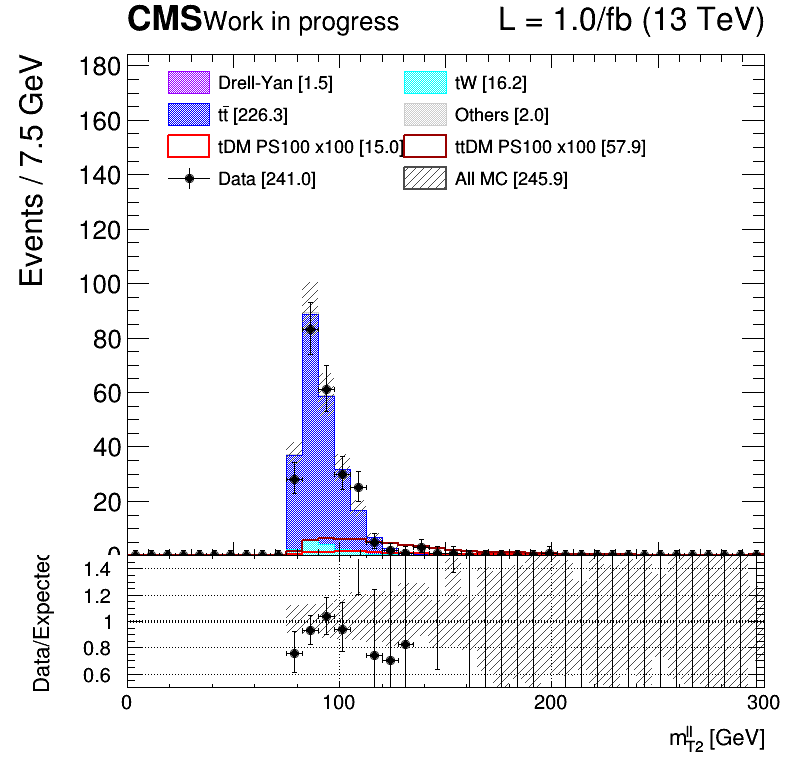 CMS Work in progress L = 1.0/fb (13 TeV)
Events / 7.5 GeV
180
160
140
120
100
80
60
40
20
0
Drell-Yan [1.5]
tW [16.2]
tt̄ [226.3]
Others [2.0]
tDM PS100 x100 [15.0]
ttDM PS100 x100 [57.9]
Data [241.0]
All MC [245.9]
Data/Expected
1.4
1.2
1
0.8
0.6
0 100 200 300
m_{T2}^{ll} [GeV]